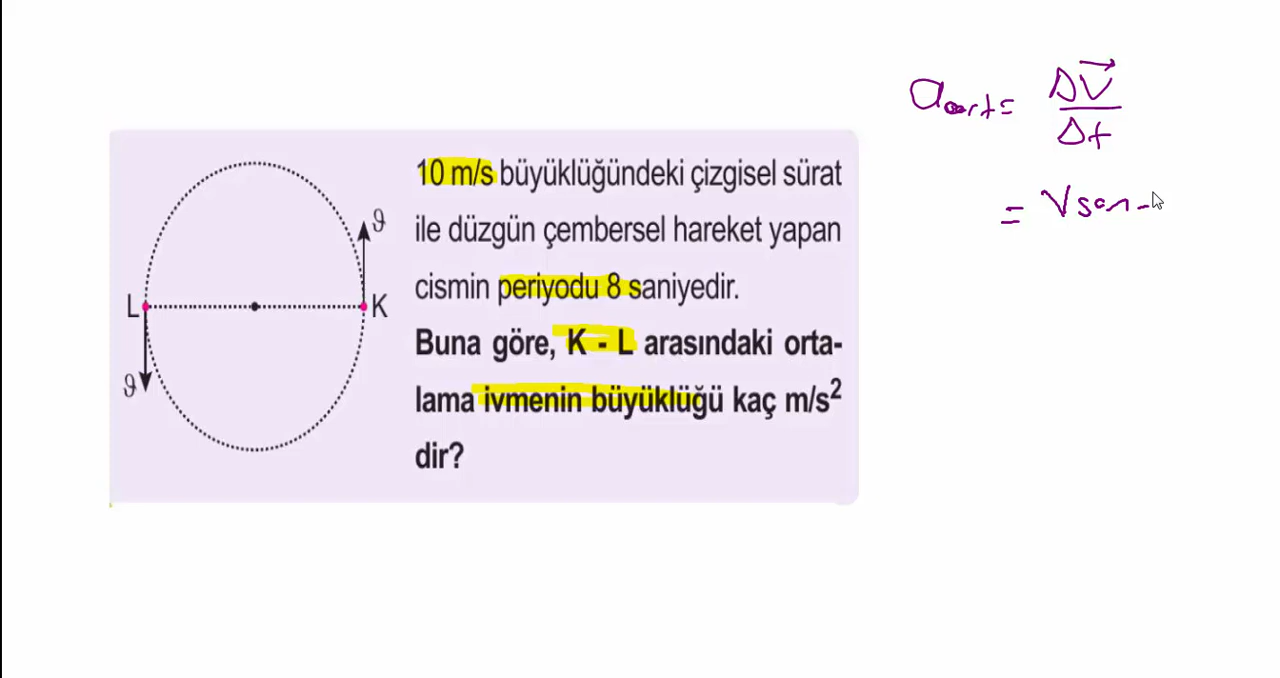 10 m/s büyüklüğündeki çizgisel sürat
ile düzgün çembersel hareket yapan
cismin periyodu 8 saniyedir.
Buna göre, K - L arasındaki orta-
lama ivmenin büyüklüğü kaç m/s²
dir?
ϑ
L
K
ϑ
aort = ΔV⃗
Δt
= Vson -